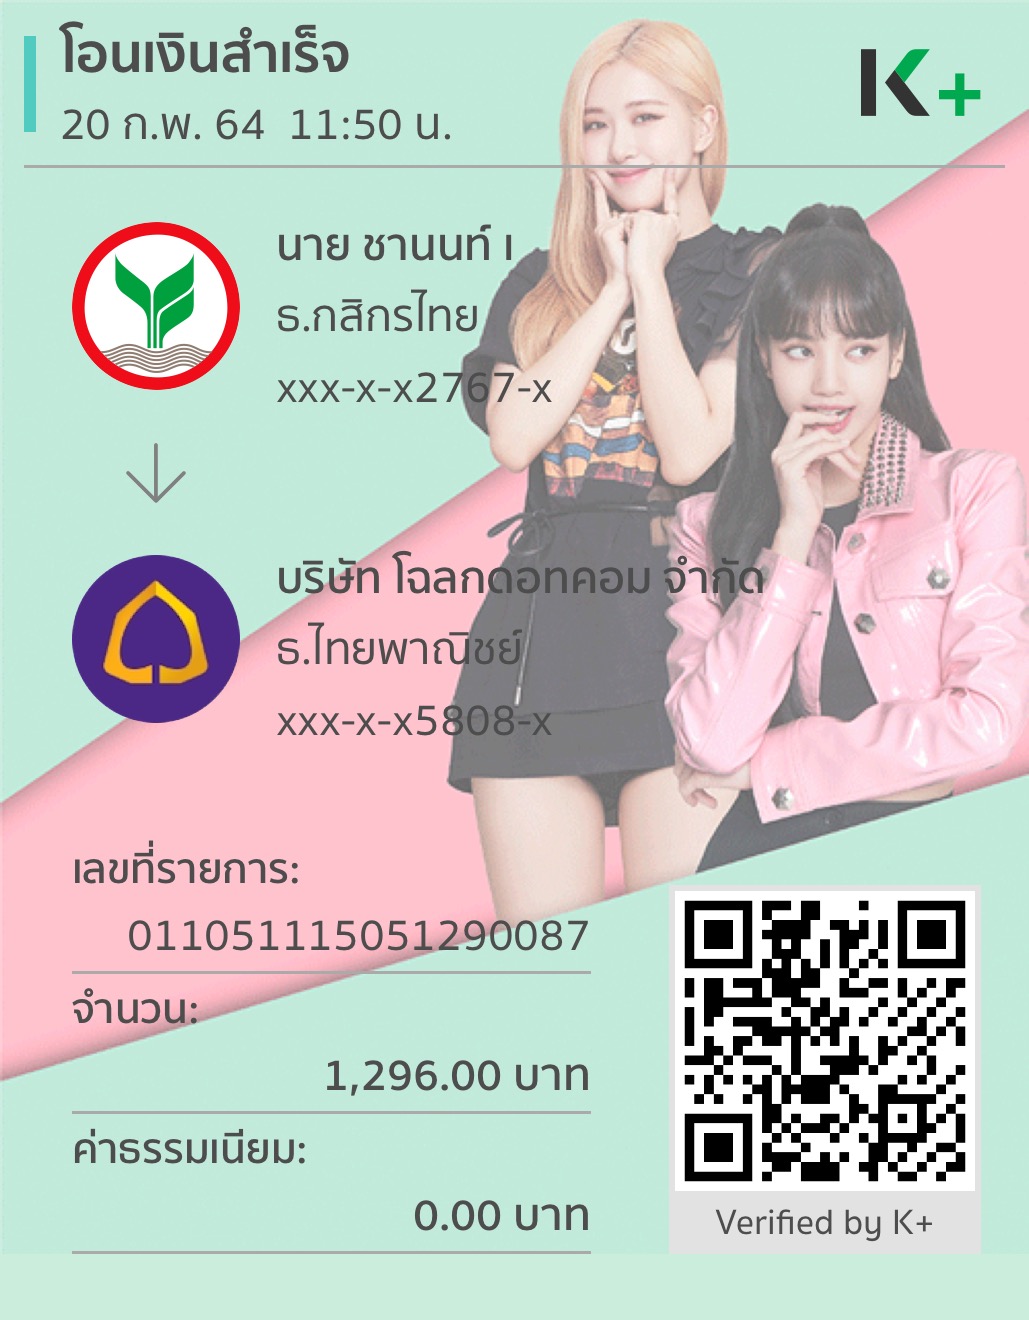 โอนเงินสำเร็จ
20 ก.พ. 64 11:50 น.
K+
นาย ชานนท์ เ
ธ.กสิกรไทย
xxx-x-x2767-x
บริษัท โฉลกดอทคอม จำกัด
ธ.ไทยพาณิชย์
xxx-x-x5808-x
เลขที่รายการ:
011051115051290087
จำนวน:
1,296.00 บาท
ค่าธรรมเนียม:
0.00 บาท
Verified by K+